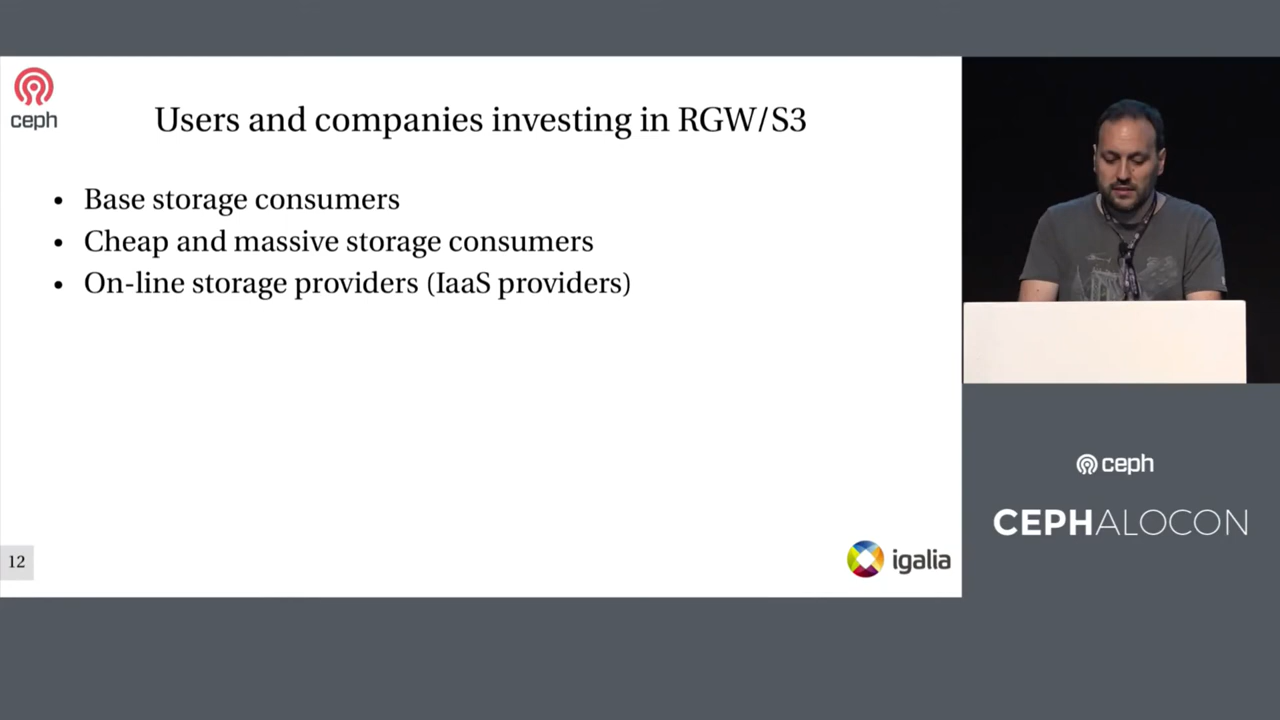 ceph
Users and companies investing in RGW/S3
• Base storage consumers
• Cheap and massive storage consumers
• On-line storage providers (IaaS providers)
12
igalia
ceph
CEPHALOCON